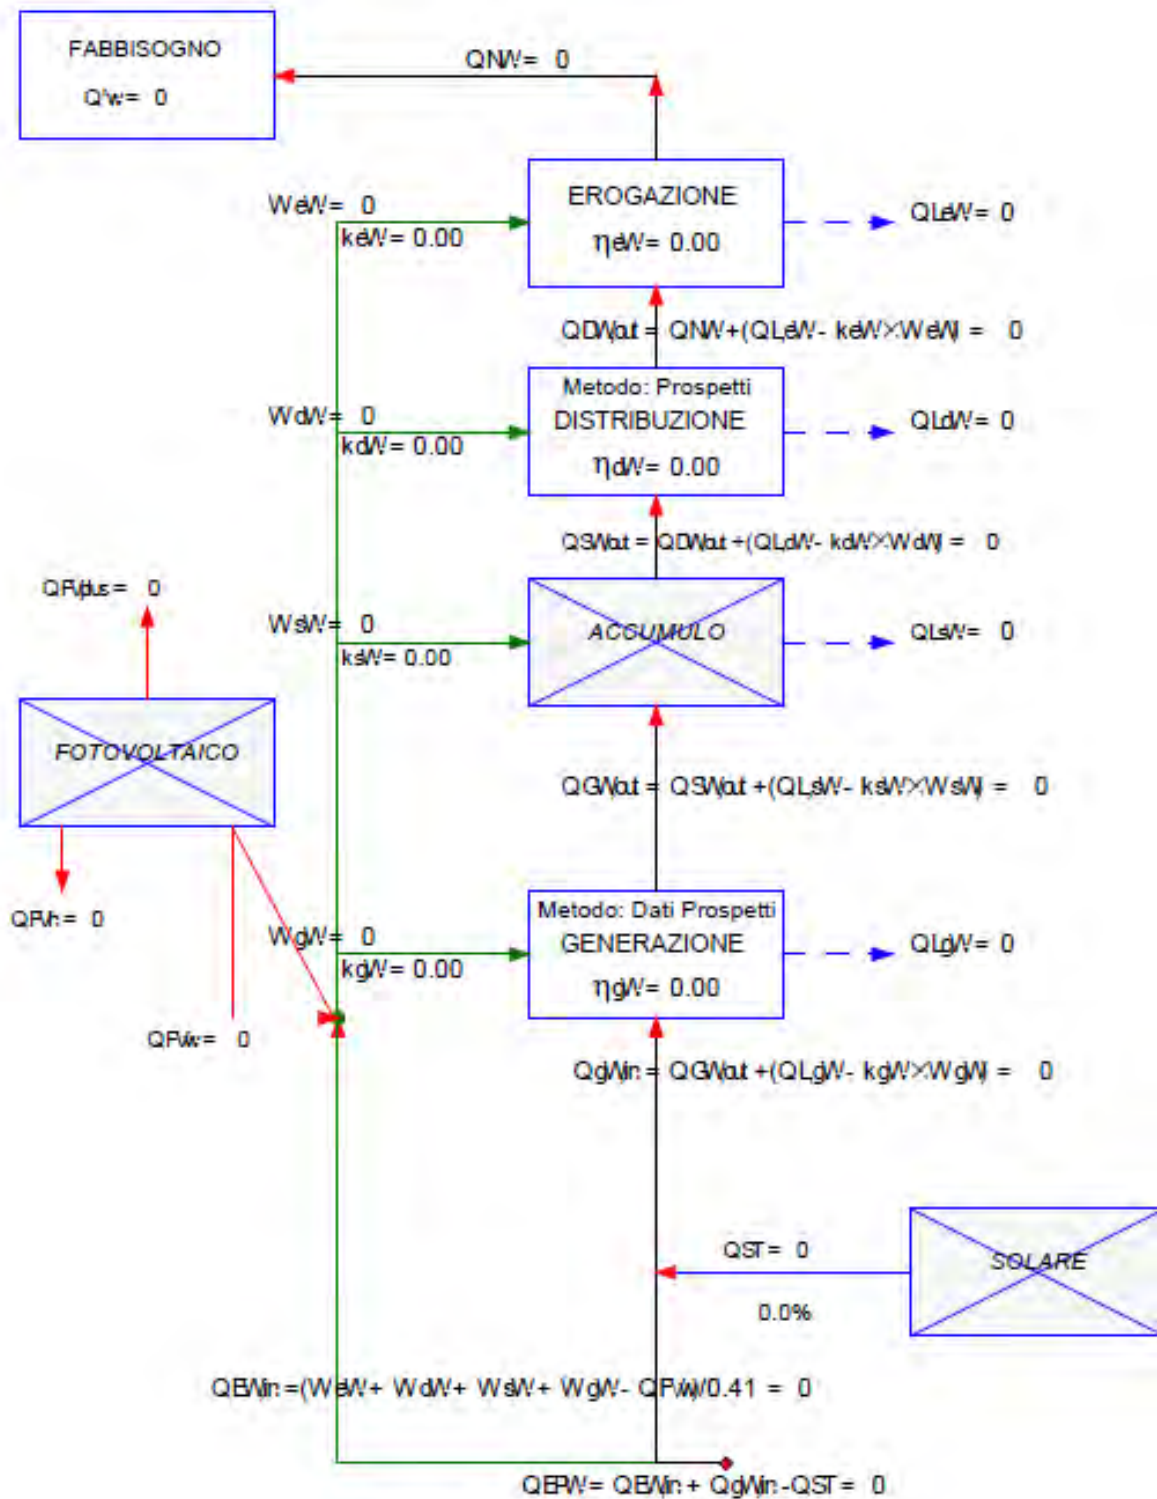 FABBISOGNO
Q'w= 0
QNW= 0
EROGAZIONE
ηeW= 0.00
WeW= 0
keW= 0.00
QLeW= 0
QDWout = QNW+(QLeW- keW×WeW) = 0
Metodo: Prospetti
DISTRIBUZIONE
ηdW= 0.00
WdW= 0
kdW= 0.00
QLdW= 0
QSWout = QDWout +(QLdW- kdW×WdW) = 0
QFVplus= 0
WsW= 0
ksW= 0.00
ACCUMULO
QLsW= 0
FOTOVOLTAICO
QGWout = QSWout +(QLsW- ksW×WsW) = 0
QFVh= 0
WgW= 0
kgW= 0.00
Metodo: Dati Prospetti
GENERAZIONE
ηgW= 0.00
QLgW= 0
QFVw= 0
QgWin= QGWout +(QLgW- kgW×WgW) = 0
QST= 0
0.0%
SOLARE
QEWin=(WeW+ WdW+ WsW+ WgW- QFVw)/0.41 = 0
QEPW= QEWin+ QgWin-QST= 0